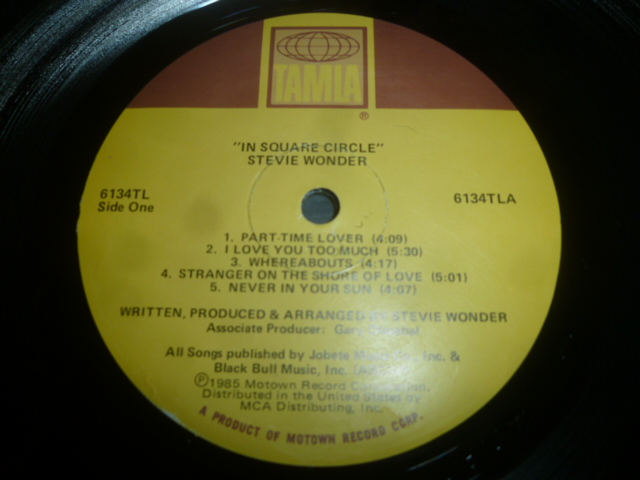 TAMLA
®
"IN SQUARE CIRCLE"
STEVIE WONDER
6134TL
Side One
6134TLA
1. PART-TIME LOVER (4:09)
2. I LOVE YOU TOO MUCH (5:30)
3. WHEREABOUTS (4:17)
4. STRANGER ON THE SHORE OF LOVE (5:01)
5. NEVER IN YOUR SUN (4:07)
WRITTEN, PRODUCED & ARRANGED BY STEVIE WONDER
Associate Producer: Gary
All Songs published by Jobete Music Co., Inc. &
Black Bull Music, Inc.
℗1985 Motown Record Corporation.
Distributed in the United States by
MCA Distributing, Inc.
A PRODUCT OF MOTOWN RECORD CORP.